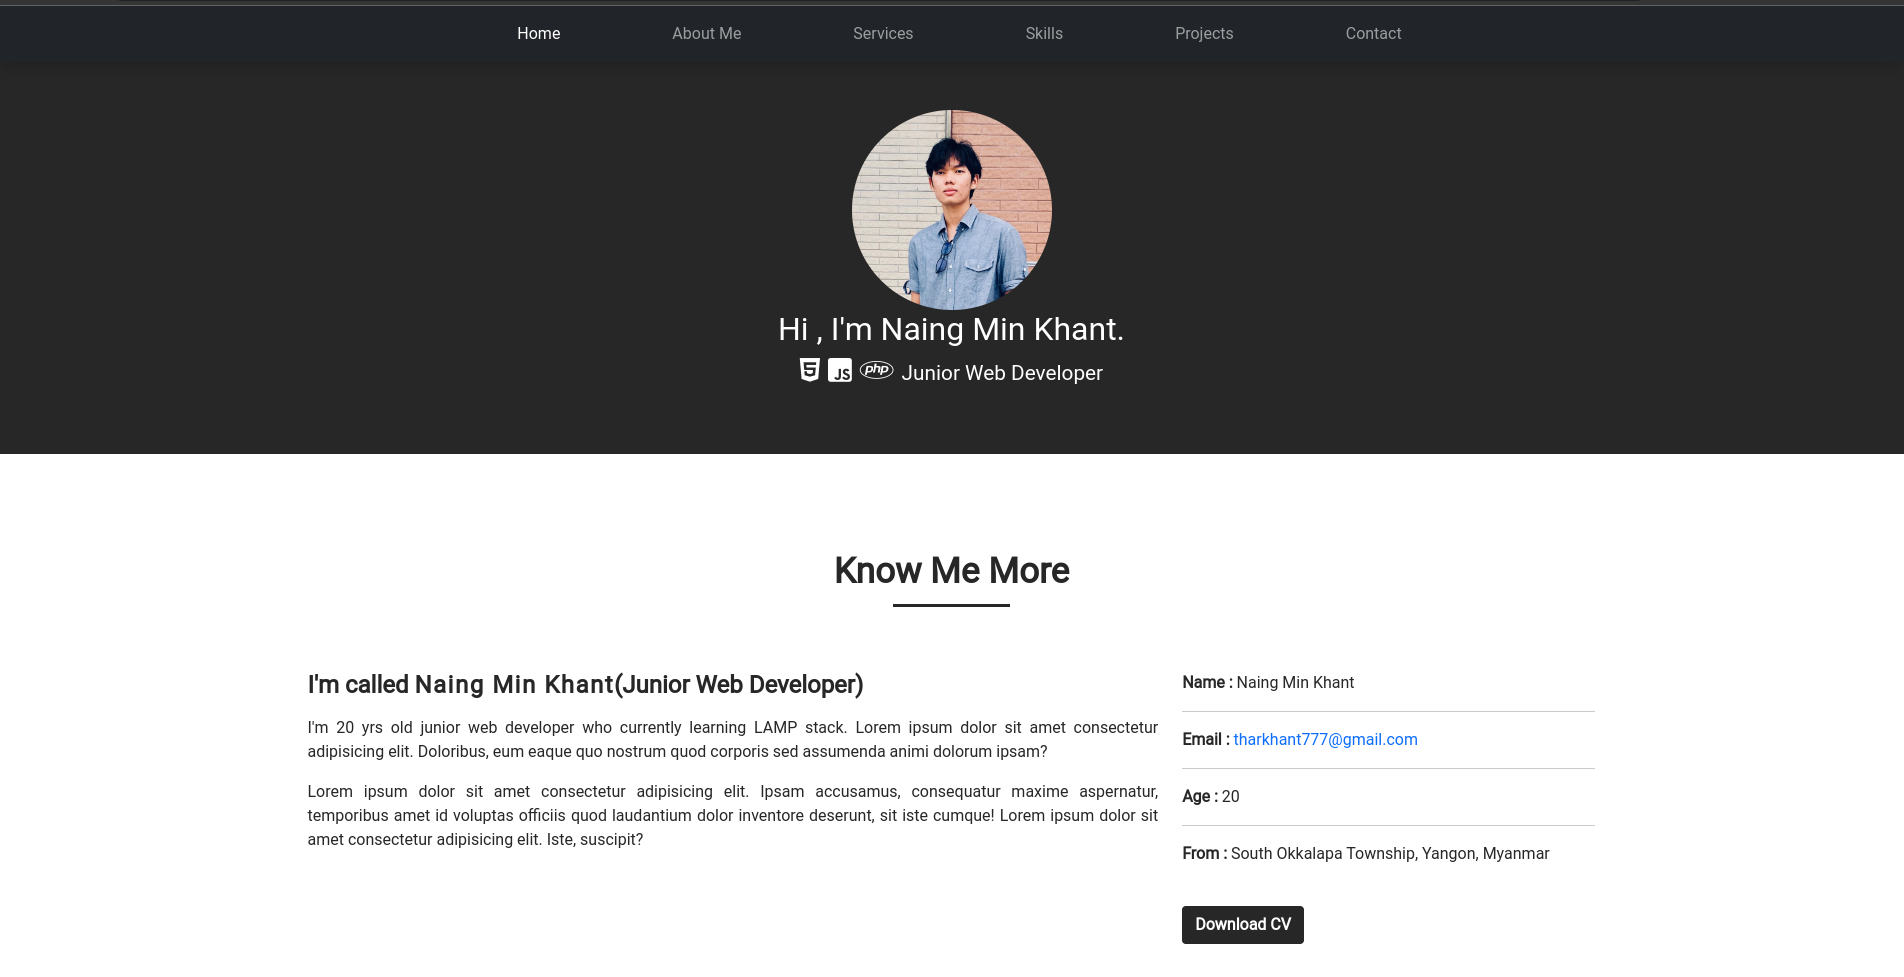 Home About Me Services Skills Projects Contact
Hi , I'm Naing Min Khant.
5 JS php Junior Web Developer
Know Me More
I'm called Naing Min Khant(Junior Web Developer)
I'm 20 yrs old junior web developer who currently learning LAMP stack. Lorem ipsum dolor sit amet consectetur
adipisicing elit. Doloribus, eum eaque quo nostrum quod corporis sed assumenda animi dolorum ipsam?
Lorem ipsum dolor sit amet consectetur adipisicing elit. Ipsam accusamus, consequatur maxime aspernatur,
temporibus amet id voluptas officiis quod laudantium dolor inventore deserunt, sit iste cumque! Lorem ipsum dolor sit
amet consectetur adipisicing elit. Iste, suscipit?
Name : Naing Min Khant
Email : tharkhant777@gmail.com
Age : 20
From : South Okkalapa Township, Yangon, Myanmar
Download CV